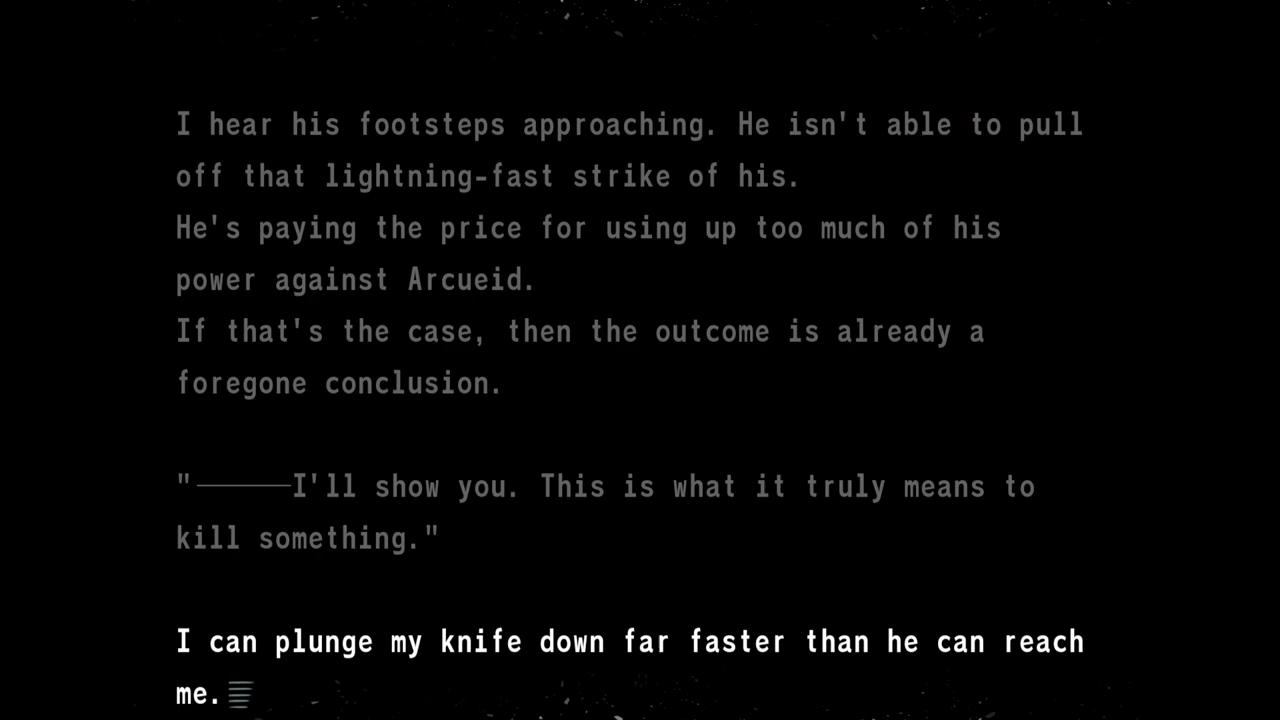 I hear his footsteps approaching. He isn't able to pull
off that lightning-fast strike of his.
He's paying the price for using up too much of his
power against Arcueid.
If that's the case, then the outcome is already a
foregone conclusion.
"―――I'll show you. This is what it truly means to
kill something."
I can plunge my knife down far faster than he can reach
me.